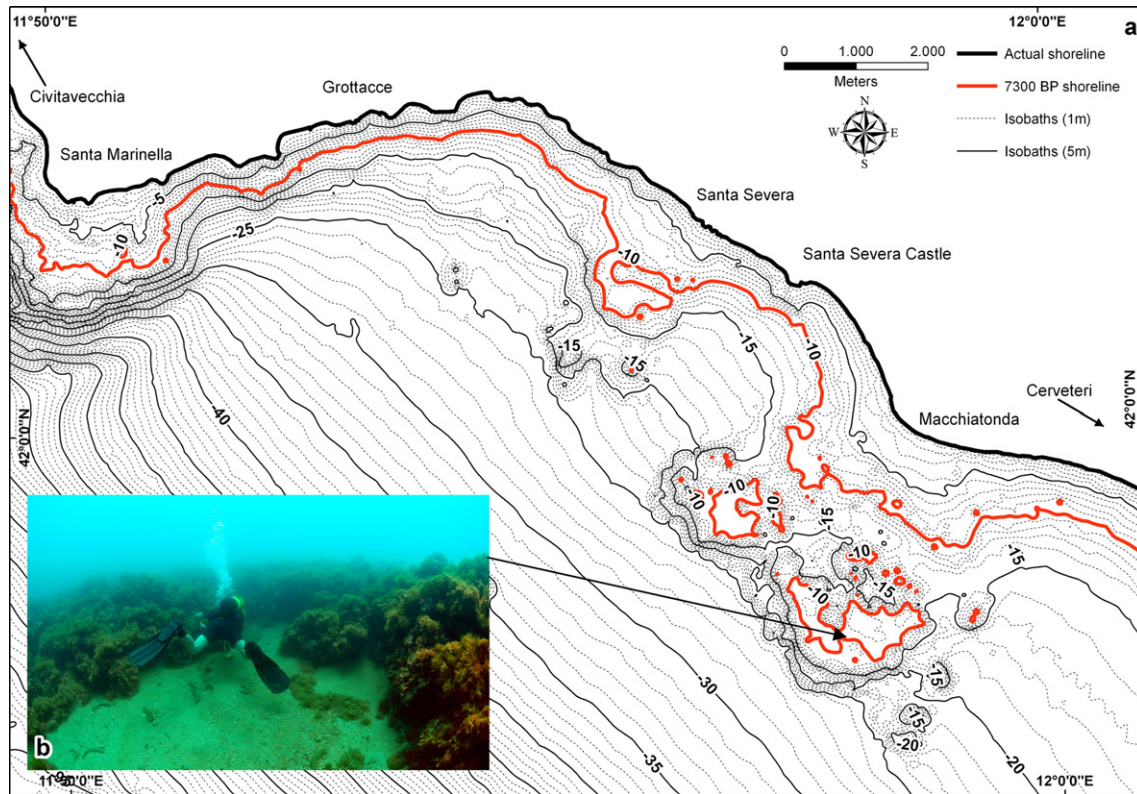 11°50'0"E
12°0'0"E
a
0 1.000 2.000
Meters
Actual shoreline
7300 BP shoreline
Isobaths (1m)
Isobaths (5m)
N
W E
S
Civitavecchia
Grottacce
Santa Marinella
Santa Severa
Santa Severa Castle
Cerveteri
Macchiatonda
42°0'0"N
42°0'0"N
-5
-10
-25
-10
-15
-15
-15
-10
-40
-10
-10
-10
-15
-10
-15
-10
-15
-30
-15
-15
-20
-35
-20
b
11°50'0"E
12°0'0"E